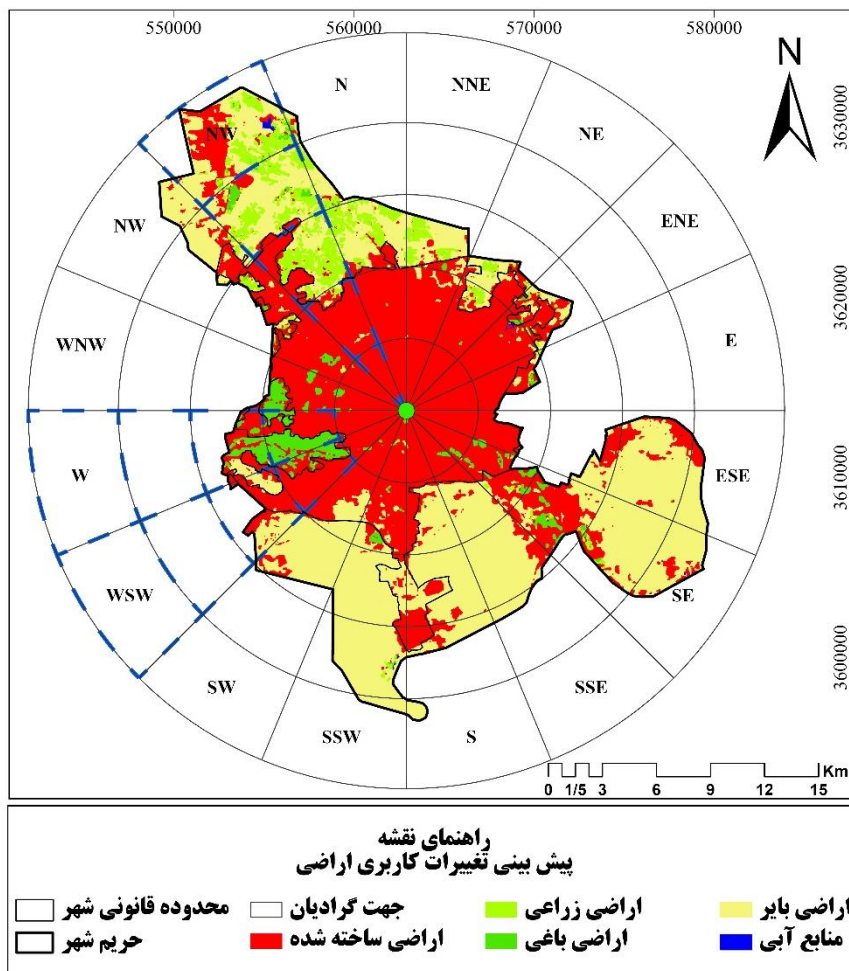 550000 560000 570000 580000
N
3630000
3620000
3610000
3600000
N
NNE
NE
ENE
E
ESE
SE
SSE
S
SSW
SW
WSW
W
WNW
NW
NW
0 1/5 3 6 9 12 15 Km
راهنمای نقشه
پیش بینی تغییرات کاربری اراضی
محدوده قانونی شهر جهت گرادیان اراضی زراعی اراضی بایر
حریم شهر اراضی ساخته شده اراضی باغی منابع آبی